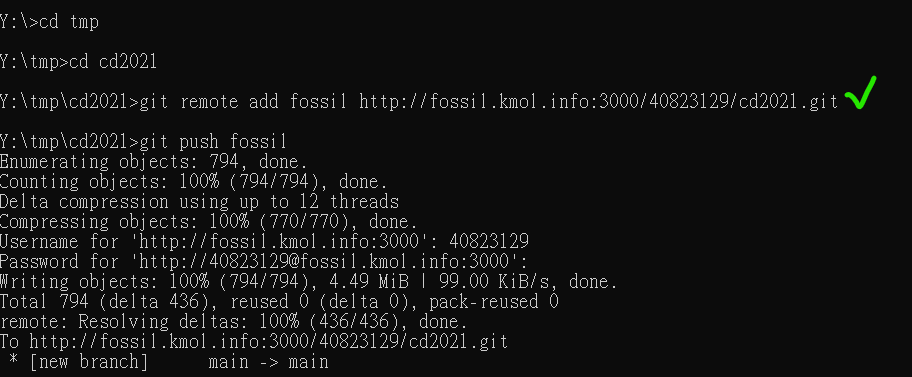 Y:\>cd tmp
Y:\tmp>cd cd2021
Y:\tmp\cd2021>git remote add fossil http://fossil.kmol.info:3000/40823129/cd2021.git
Y:\tmp\cd2021>git push fossil
Enumerating objects: 794, done.
Counting objects: 100% (794/794), done.
Delta compression using up to 12 threads
Compressing objects: 100% (770/770), done.
Username for 'http://fossil.kmol.info:3000': 40823129
Password for 'http://40823129@fossil.kmol.info:3000':
Writing objects: 100% (794/794), 4.49 MiB | 99.00 KiB/s, done.
Total 794 (delta 436), reused 0 (delta 0), pack-reused 0
remote: Resolving deltas: 100% (436/436), done.
To http://fossil.kmol.info:3000/40823129/cd2021.git
 * [new branch]      main -> main